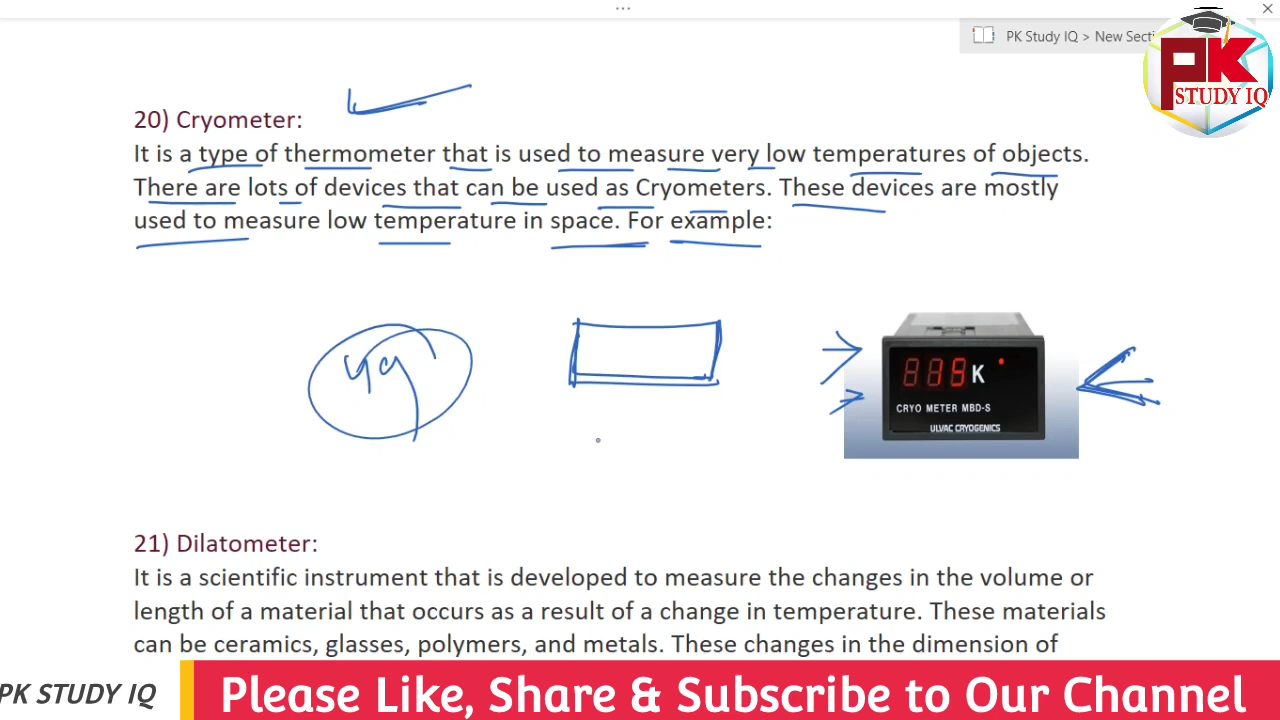 PK Study IQ > New Secti
PK
STUDY IQ
20) Cryometer:
It is a type of thermometer that is used to measure very low temperatures of objects.
There are lots of devices that can be used as Cryometers. These devices are mostly
used to measure low temperature in space. For example:
K
CRYO METER MBD-S
ULVAC CRYOGENICS
21) Dilatometer:
It is a scientific instrument that is developed to measure the changes in the volume or
length of a material that occurs as a result of a change in temperature. These materials
can be ceramics, glasses, polymers, and metals. These changes in the dimension of
PK STUDY IQ
Please Like, Share & Subscribe to Our Channel